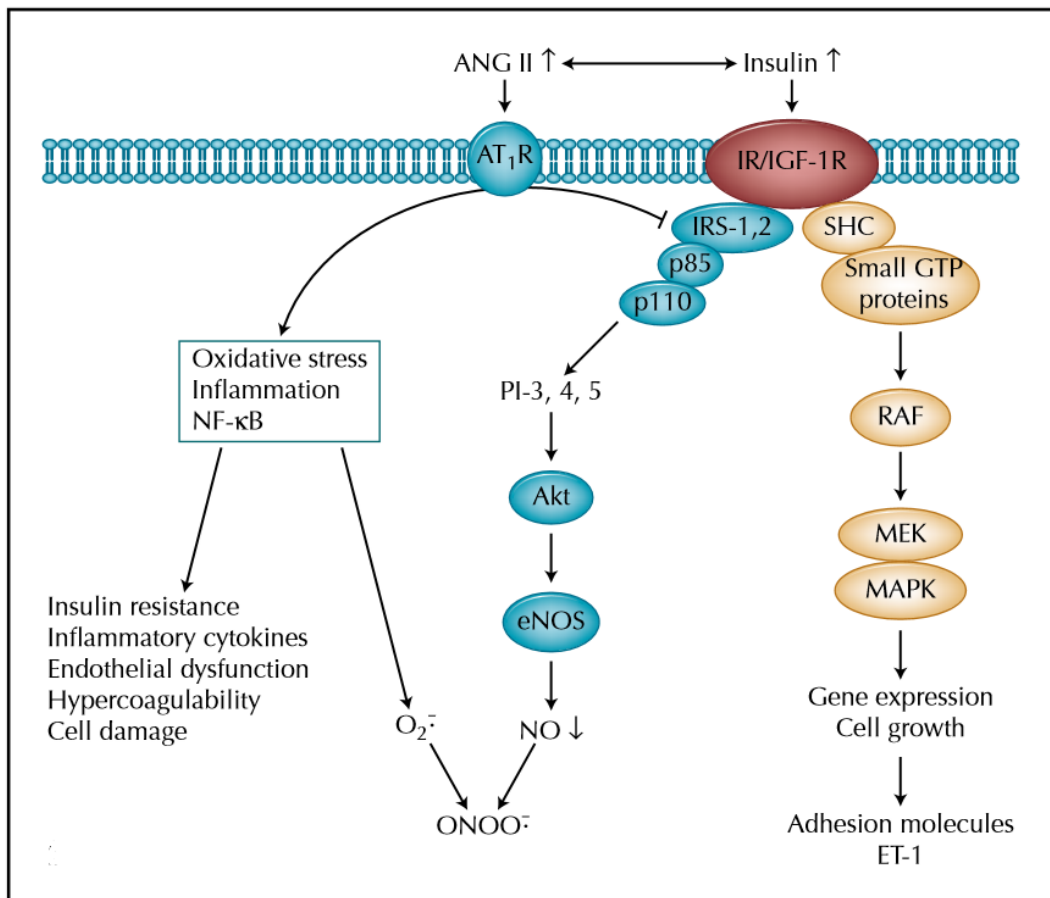 ANG II ↑
Insulin ↑
AT₁R
IR/IGF-1R
IRS-1,2
SHC
p85
Small GTP
proteins
p110
Oxidative stress
Inflammation
NF-κB
PI-3, 4, 5
RAF
Akt
MEK
MAPK
eNOS
Insulin resistance
Inflammatory cytokines
Endothelial dysfunction
Hypercoagulability
Cell damage
Gene expression
Cell growth
O₂⁻·
NO ↓
ONOO⁻·
Adhesion molecules
ET-1